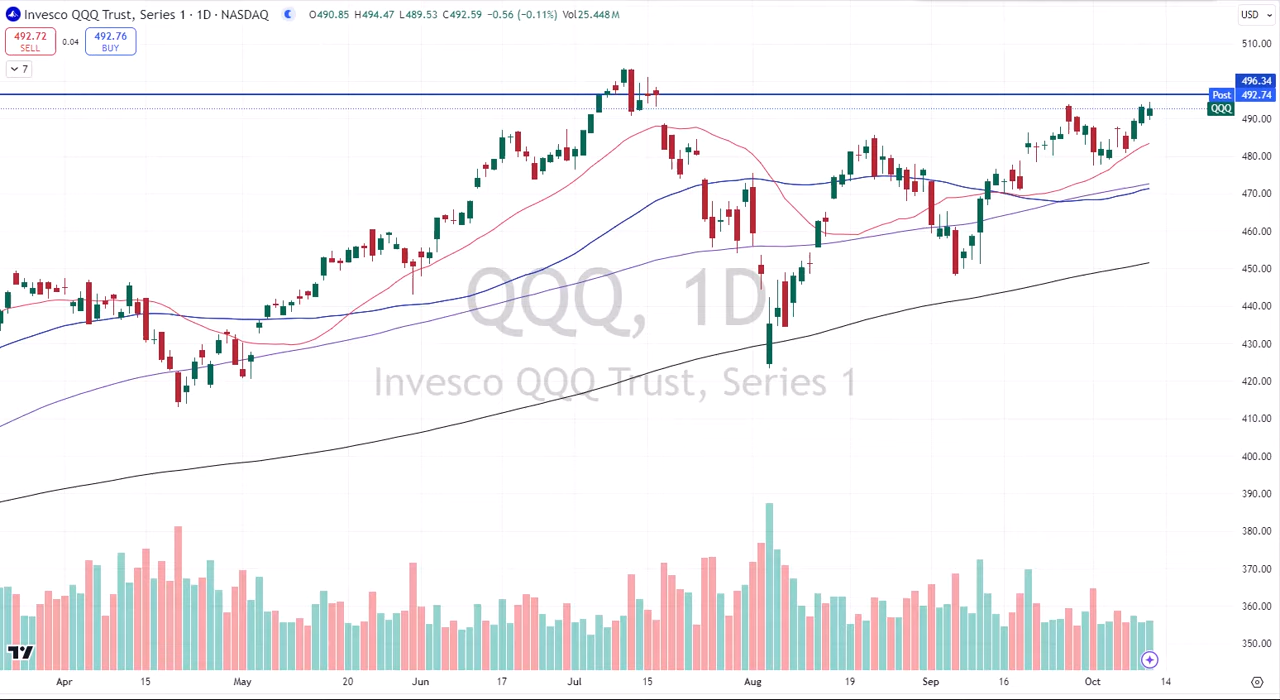 Invesco QQQ Trust, Series 1 · 1D · NASDAQ O490.85 H494.47 L489.53 C492.59 −0.56 (−0.11%) Vol25.448M USD
492.72 SELL 0.04 492.76 BUY
7
510.00
496.34
Post 492.74
QQQ
490.00
480.00
470.00
460.00
450.00
440.00
430.00
420.00
410.00
400.00
390.00
380.00
370.00
360.00
350.00
QQQ, 1D
Invesco QQQ Trust, Series 1
Apr 15 May 20 Jun 17 Jul 15 Aug 19 Sep 16 Oct 14